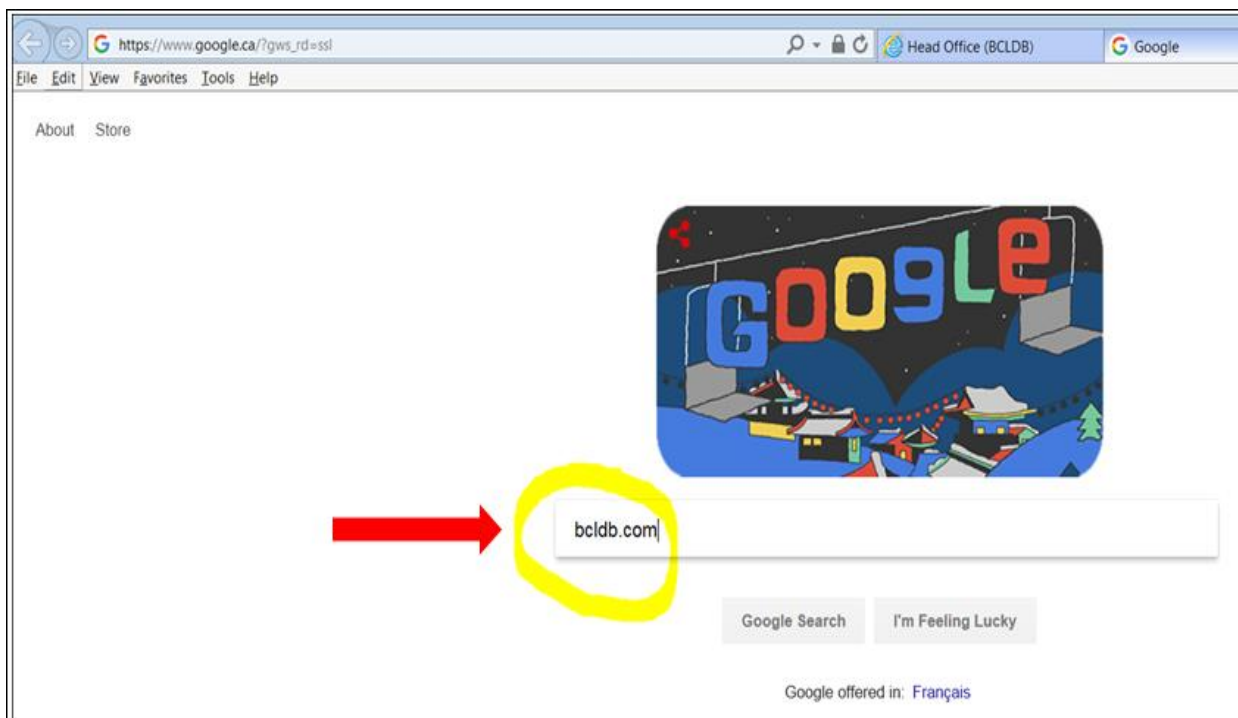 https://www.google.ca/?gws_rd=ssl
Head Office (BCLDB)
Google
File Edit View Favorites Tools Help
About Store
GOOGLE
bcldb.com
Google Search
I'm Feeling Lucky
Google offered in: Français